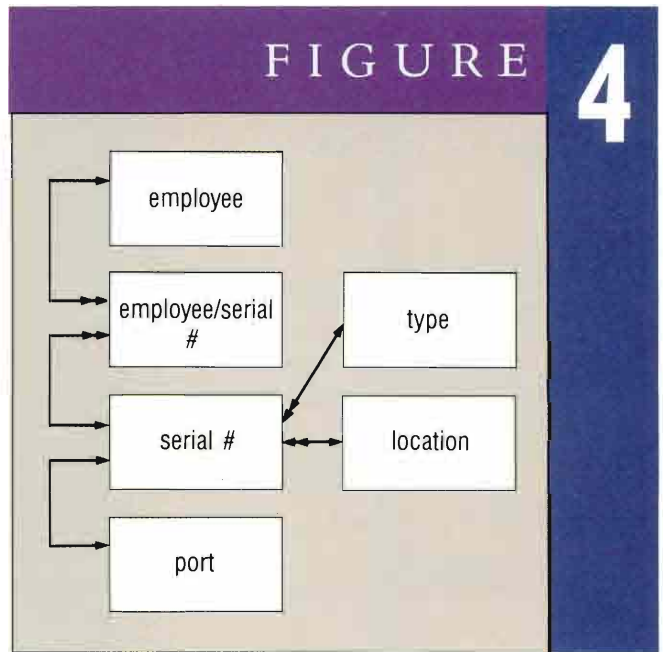 FIGURE 4
employee
employee/serial
#
type
serial #
location
port